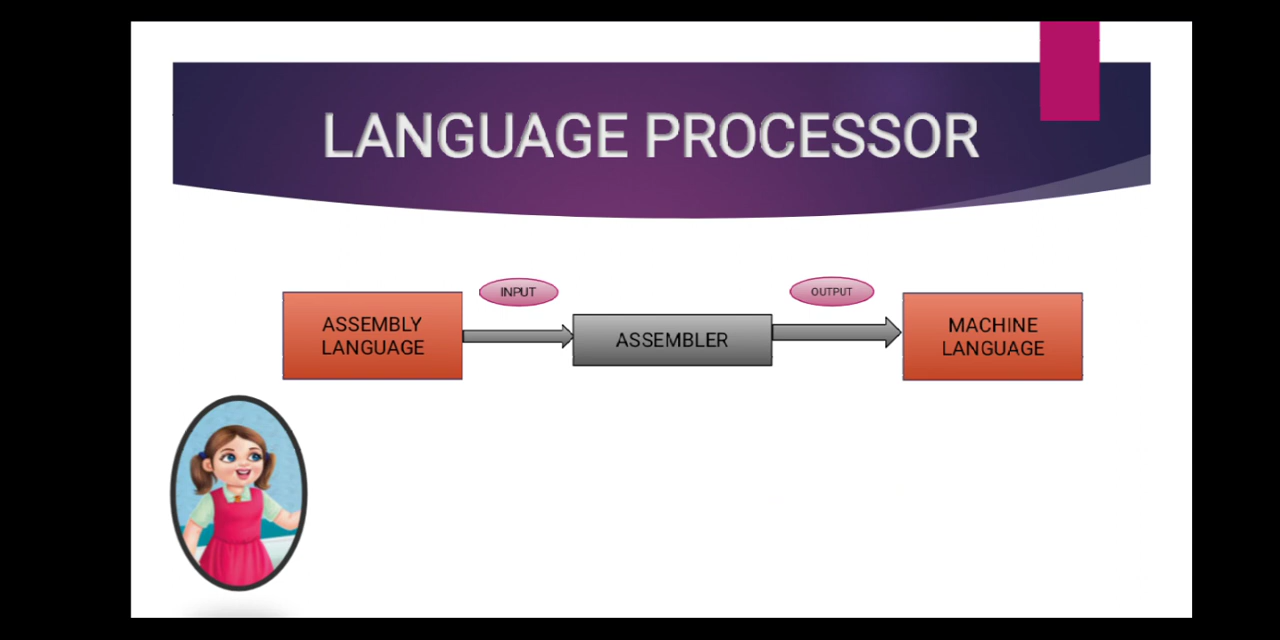 LANGUAGE PROCESSOR
INPUT
OUTPUT
ASSEMBLY
LANGUAGE
ASSEMBLER
MACHINE
LANGUAGE